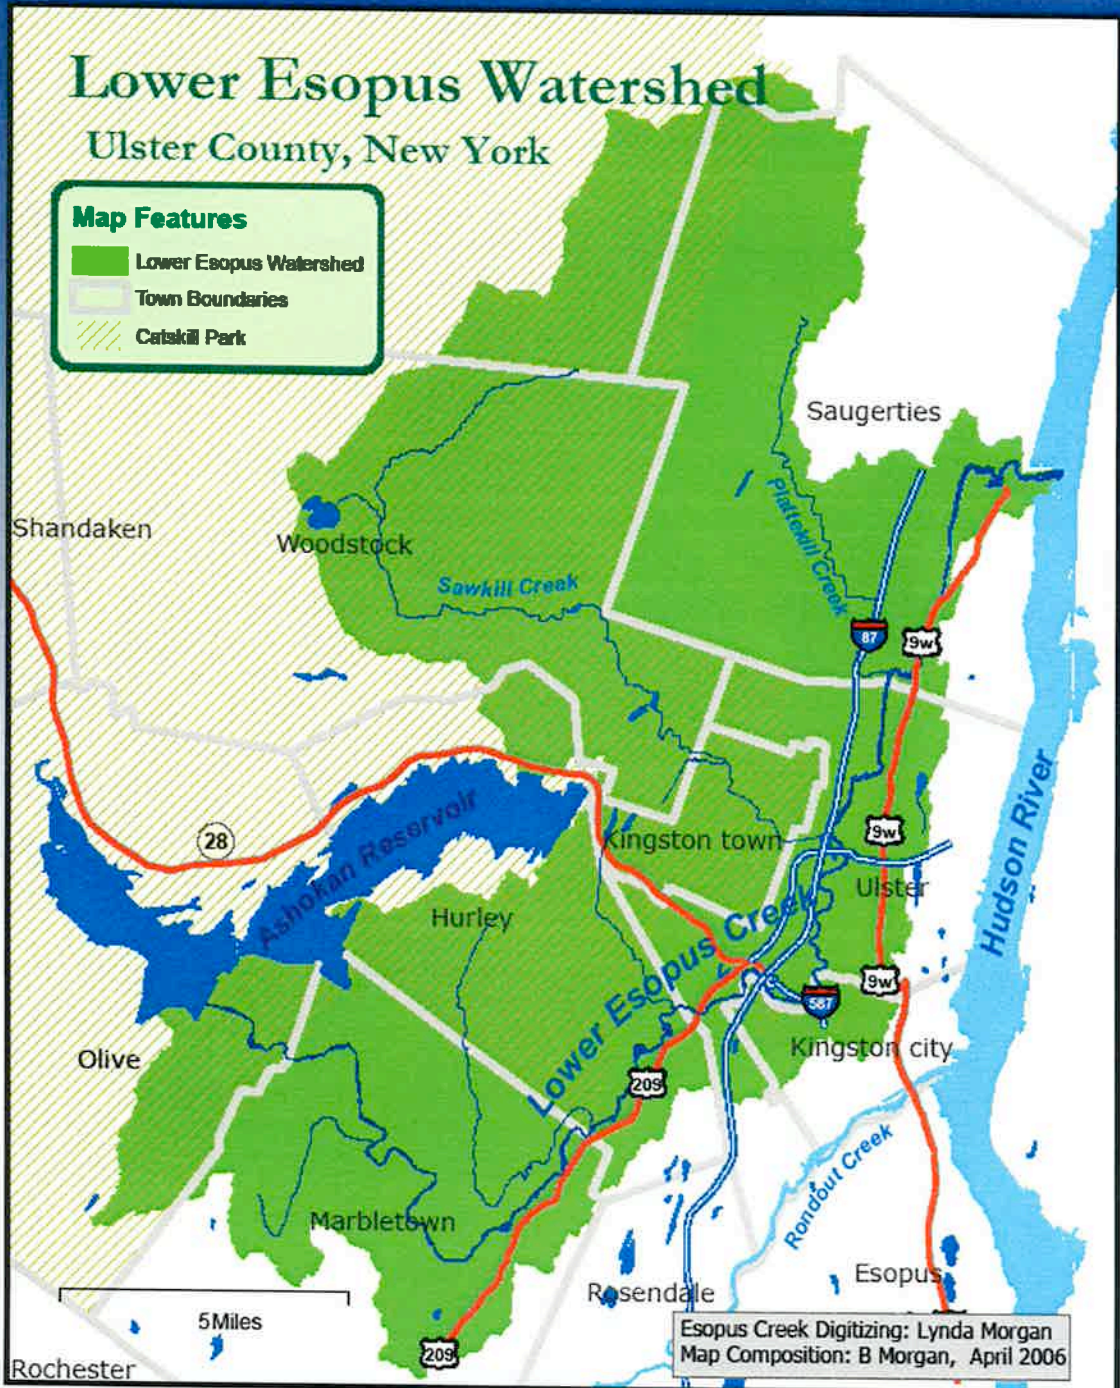 Lower Esopus Watershed
Ulster County, New York
Map Features
Lower Esopus Watershed
Town Boundaries
Catskill Park
Saugerties
Shandaken
Woodstock
Plattekill Creek
Sawkill Creek
87
9w
Hudson River
28
Ashokan Reservoir
Kingston town
9w
Ulster
Hurley
Lower Esopus Creek
9w
587
Kingston city
Olive
209
Rondout Creek
Marbletown
Esopus
Rosendale
5 Miles
209
Rochester
Esopus Creek Digitizing: Lynda Morgan
Map Composition: B Morgan, April 2006